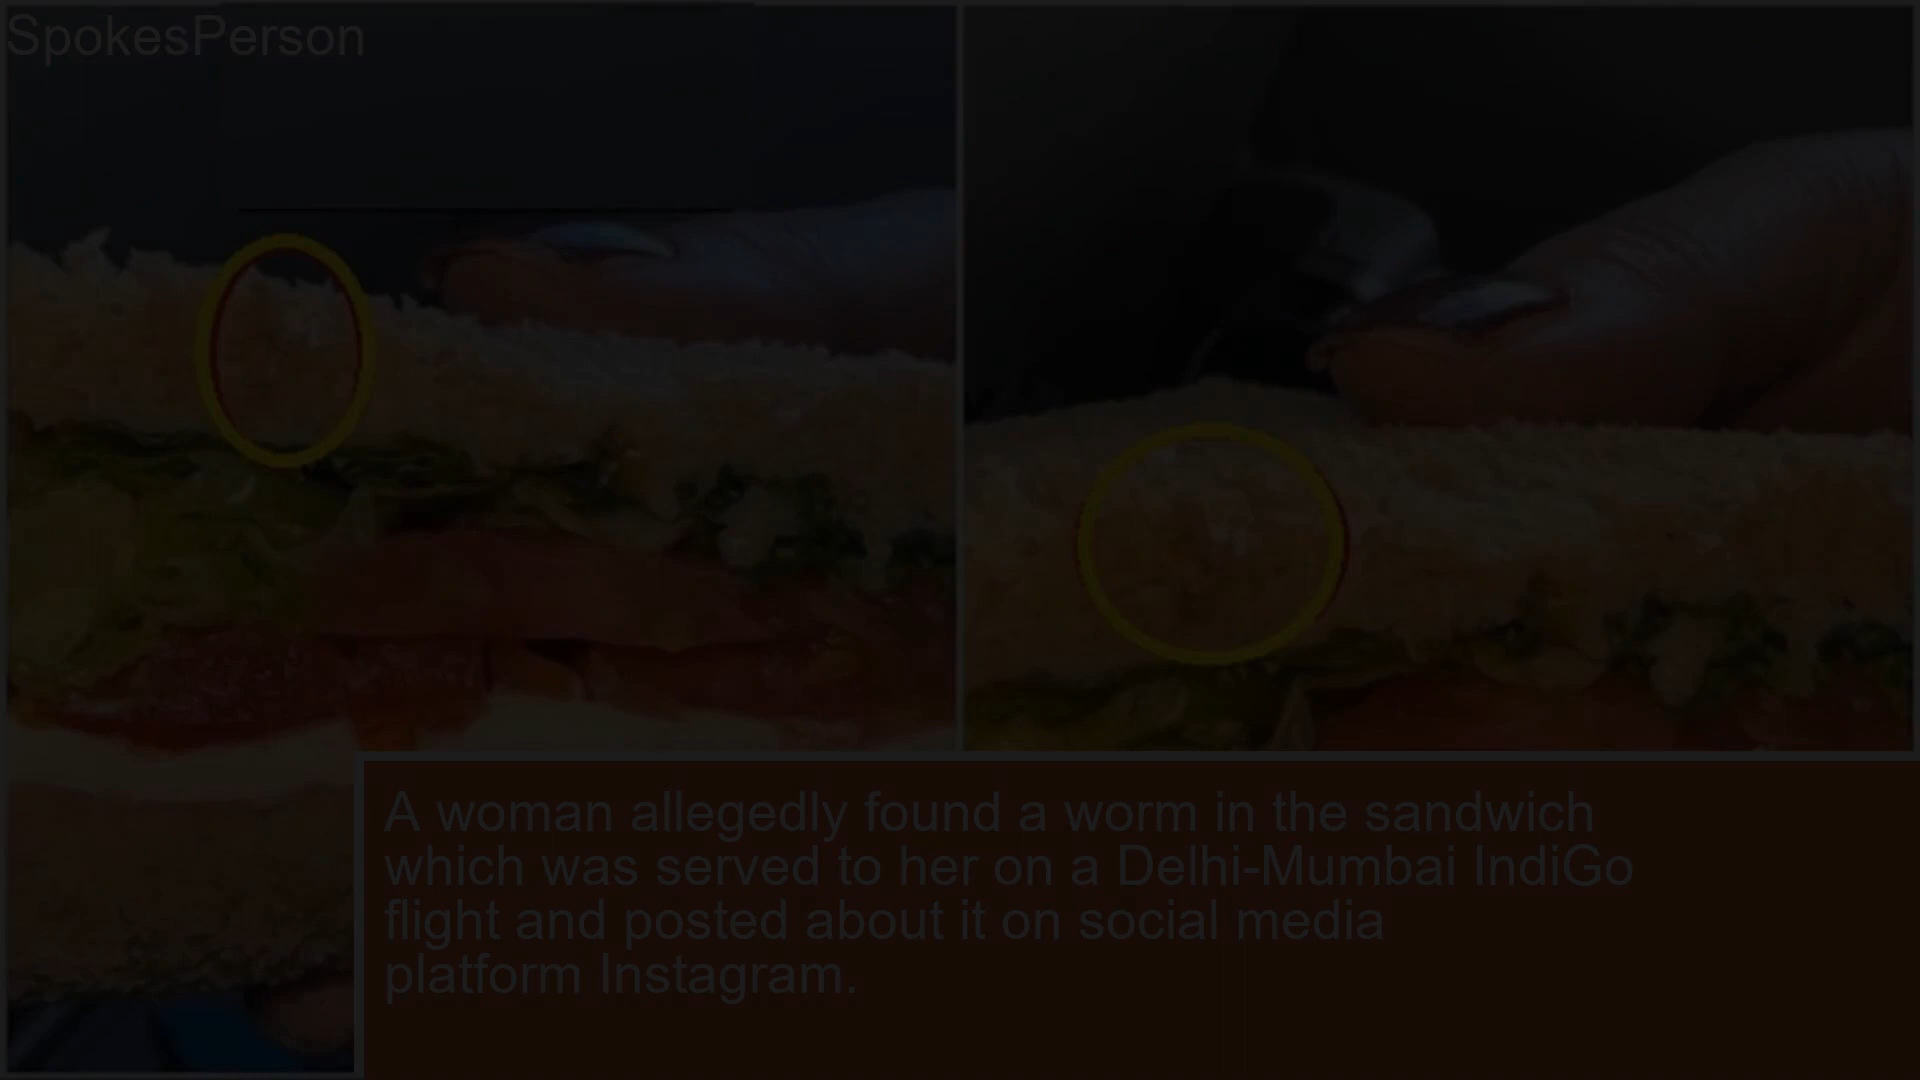 SpokesPerson
A woman allegedly found a worm in the sandwich
which was served to her on a Delhi-Mumbai IndiGo
flight and posted about it on social media
platform Instagram.